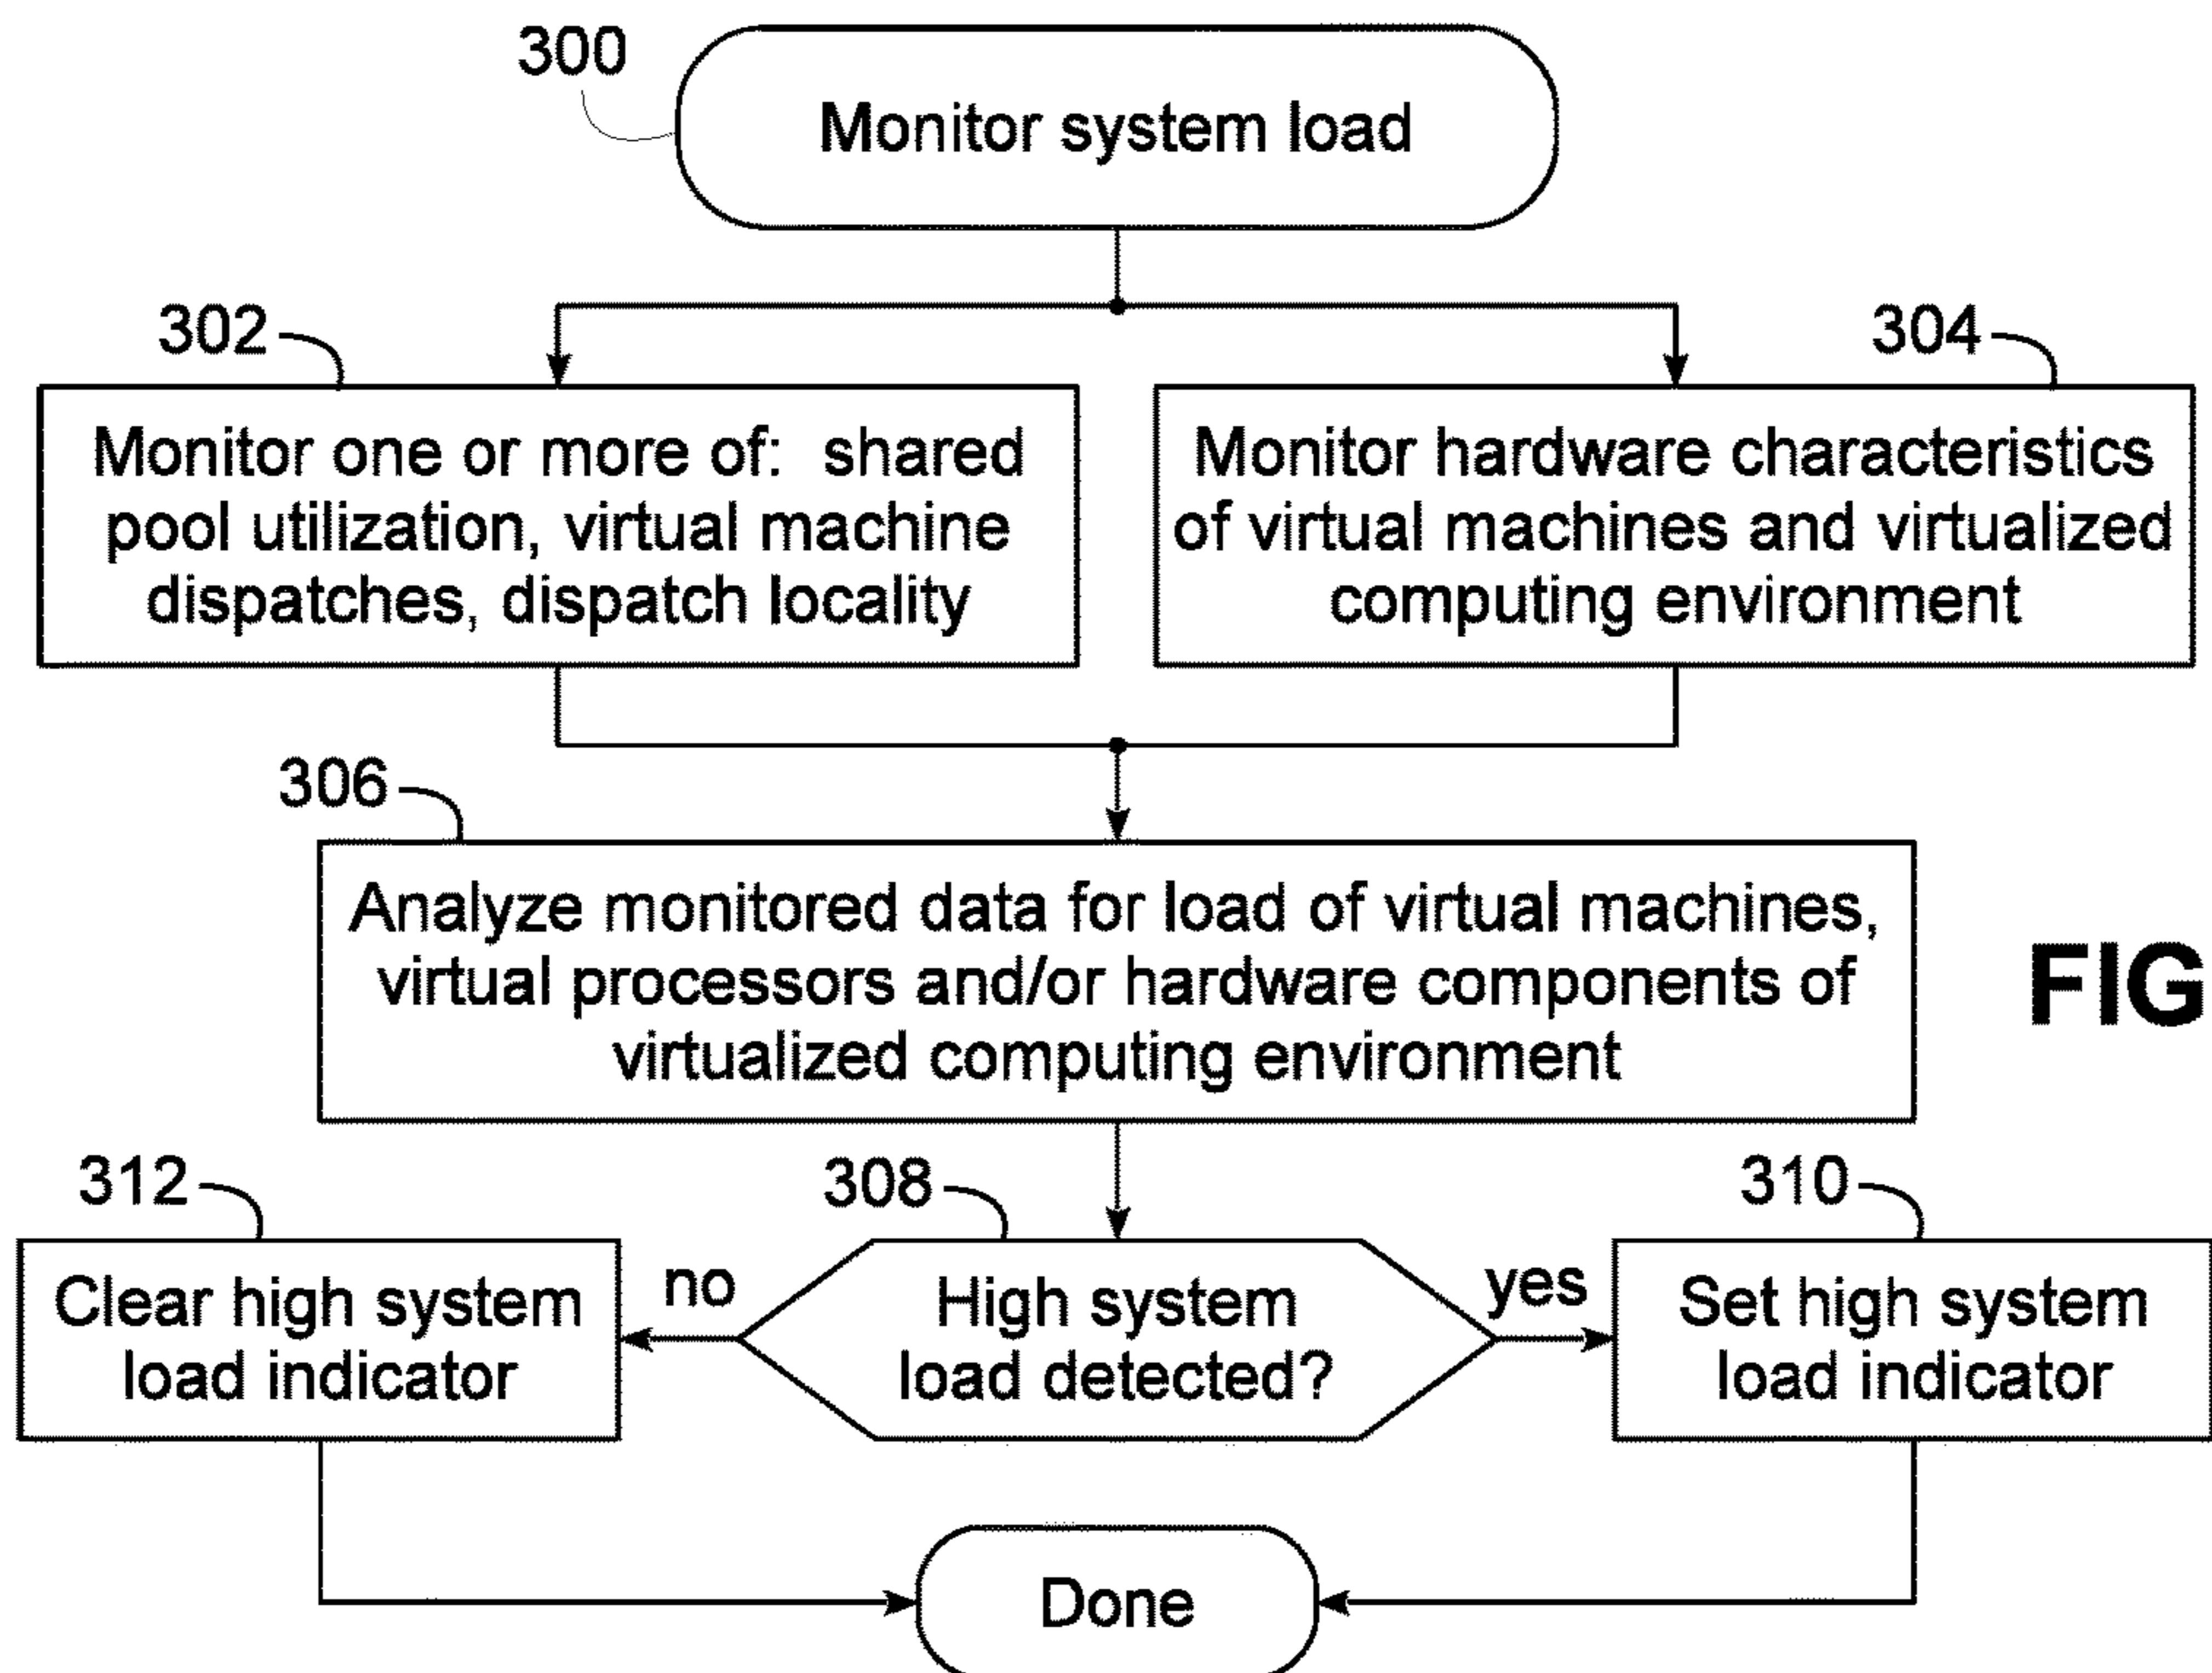 300
Monitor system load
302
304
Monitor one or more of: shared
pool utilization, virtual machine
dispatches, dispatch locality
Monitor hardware characteristics
of virtual machines and virtualized
computing environment
306
Analyze monitored data for load of virtual machines,
virtual processors and/or hardware components of
virtualized computing environment
FIG
312
308
310
Clear high system
load indicator
no
High system
load detected?
yes
Set high system
load indicator
Done